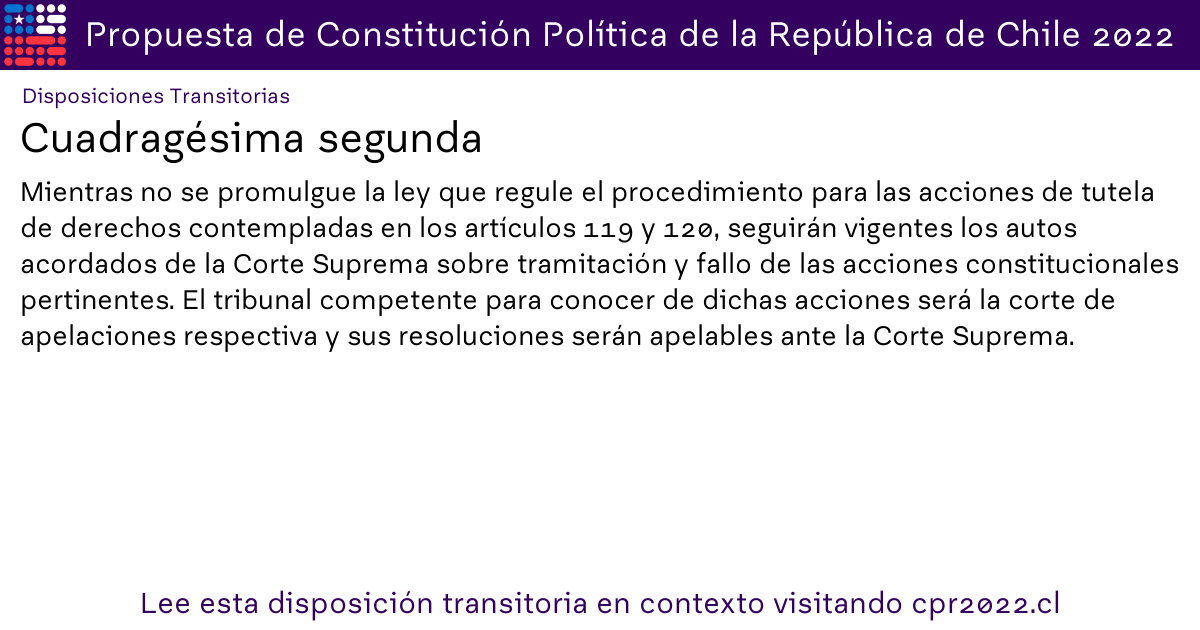 Propuesta de Constitución Política de la República de Chile 2022
Disposiciones Transitorias
Cuadragésima segunda
Mientras no se promulgue la ley que regule el procedimiento para las acciones de tutela
de derechos contempladas en los artículos 119 y 120, seguirán vigentes los autos
acordados de la Corte Suprema sobre tramitación y fallo de las acciones constitucionales
pertinentes. El tribunal competente para conocer de dichas acciones será la corte de
apelaciones respectiva y sus resoluciones serán apelables ante la Corte Suprema.
Lee esta disposición transitoria en contexto visitando cpr2022.cl